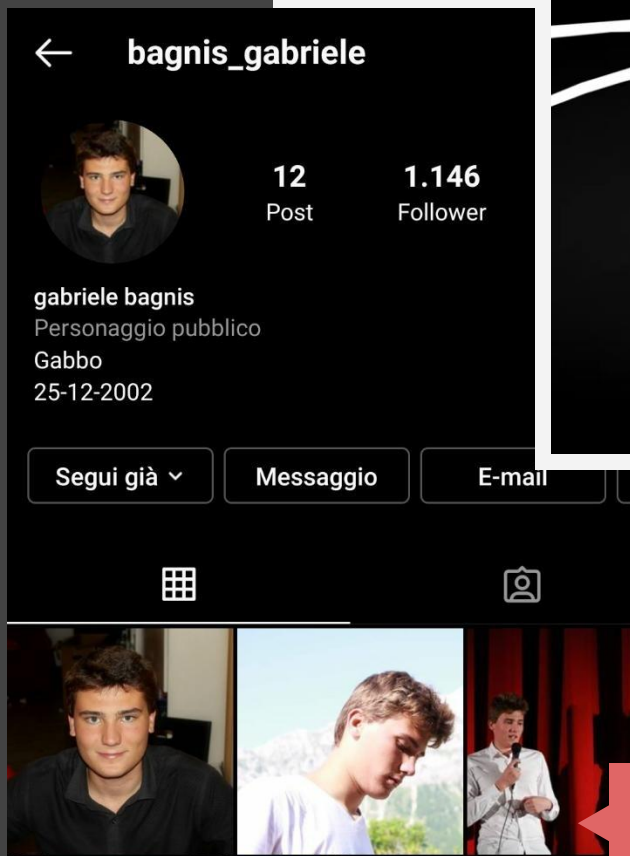 bagnis_gabriele
12
1.146
Post
Follower
gabriele bagnis
Personaggio pubblico
Gabbo
25-12-2002
Segui già
Messaggio
E-mail